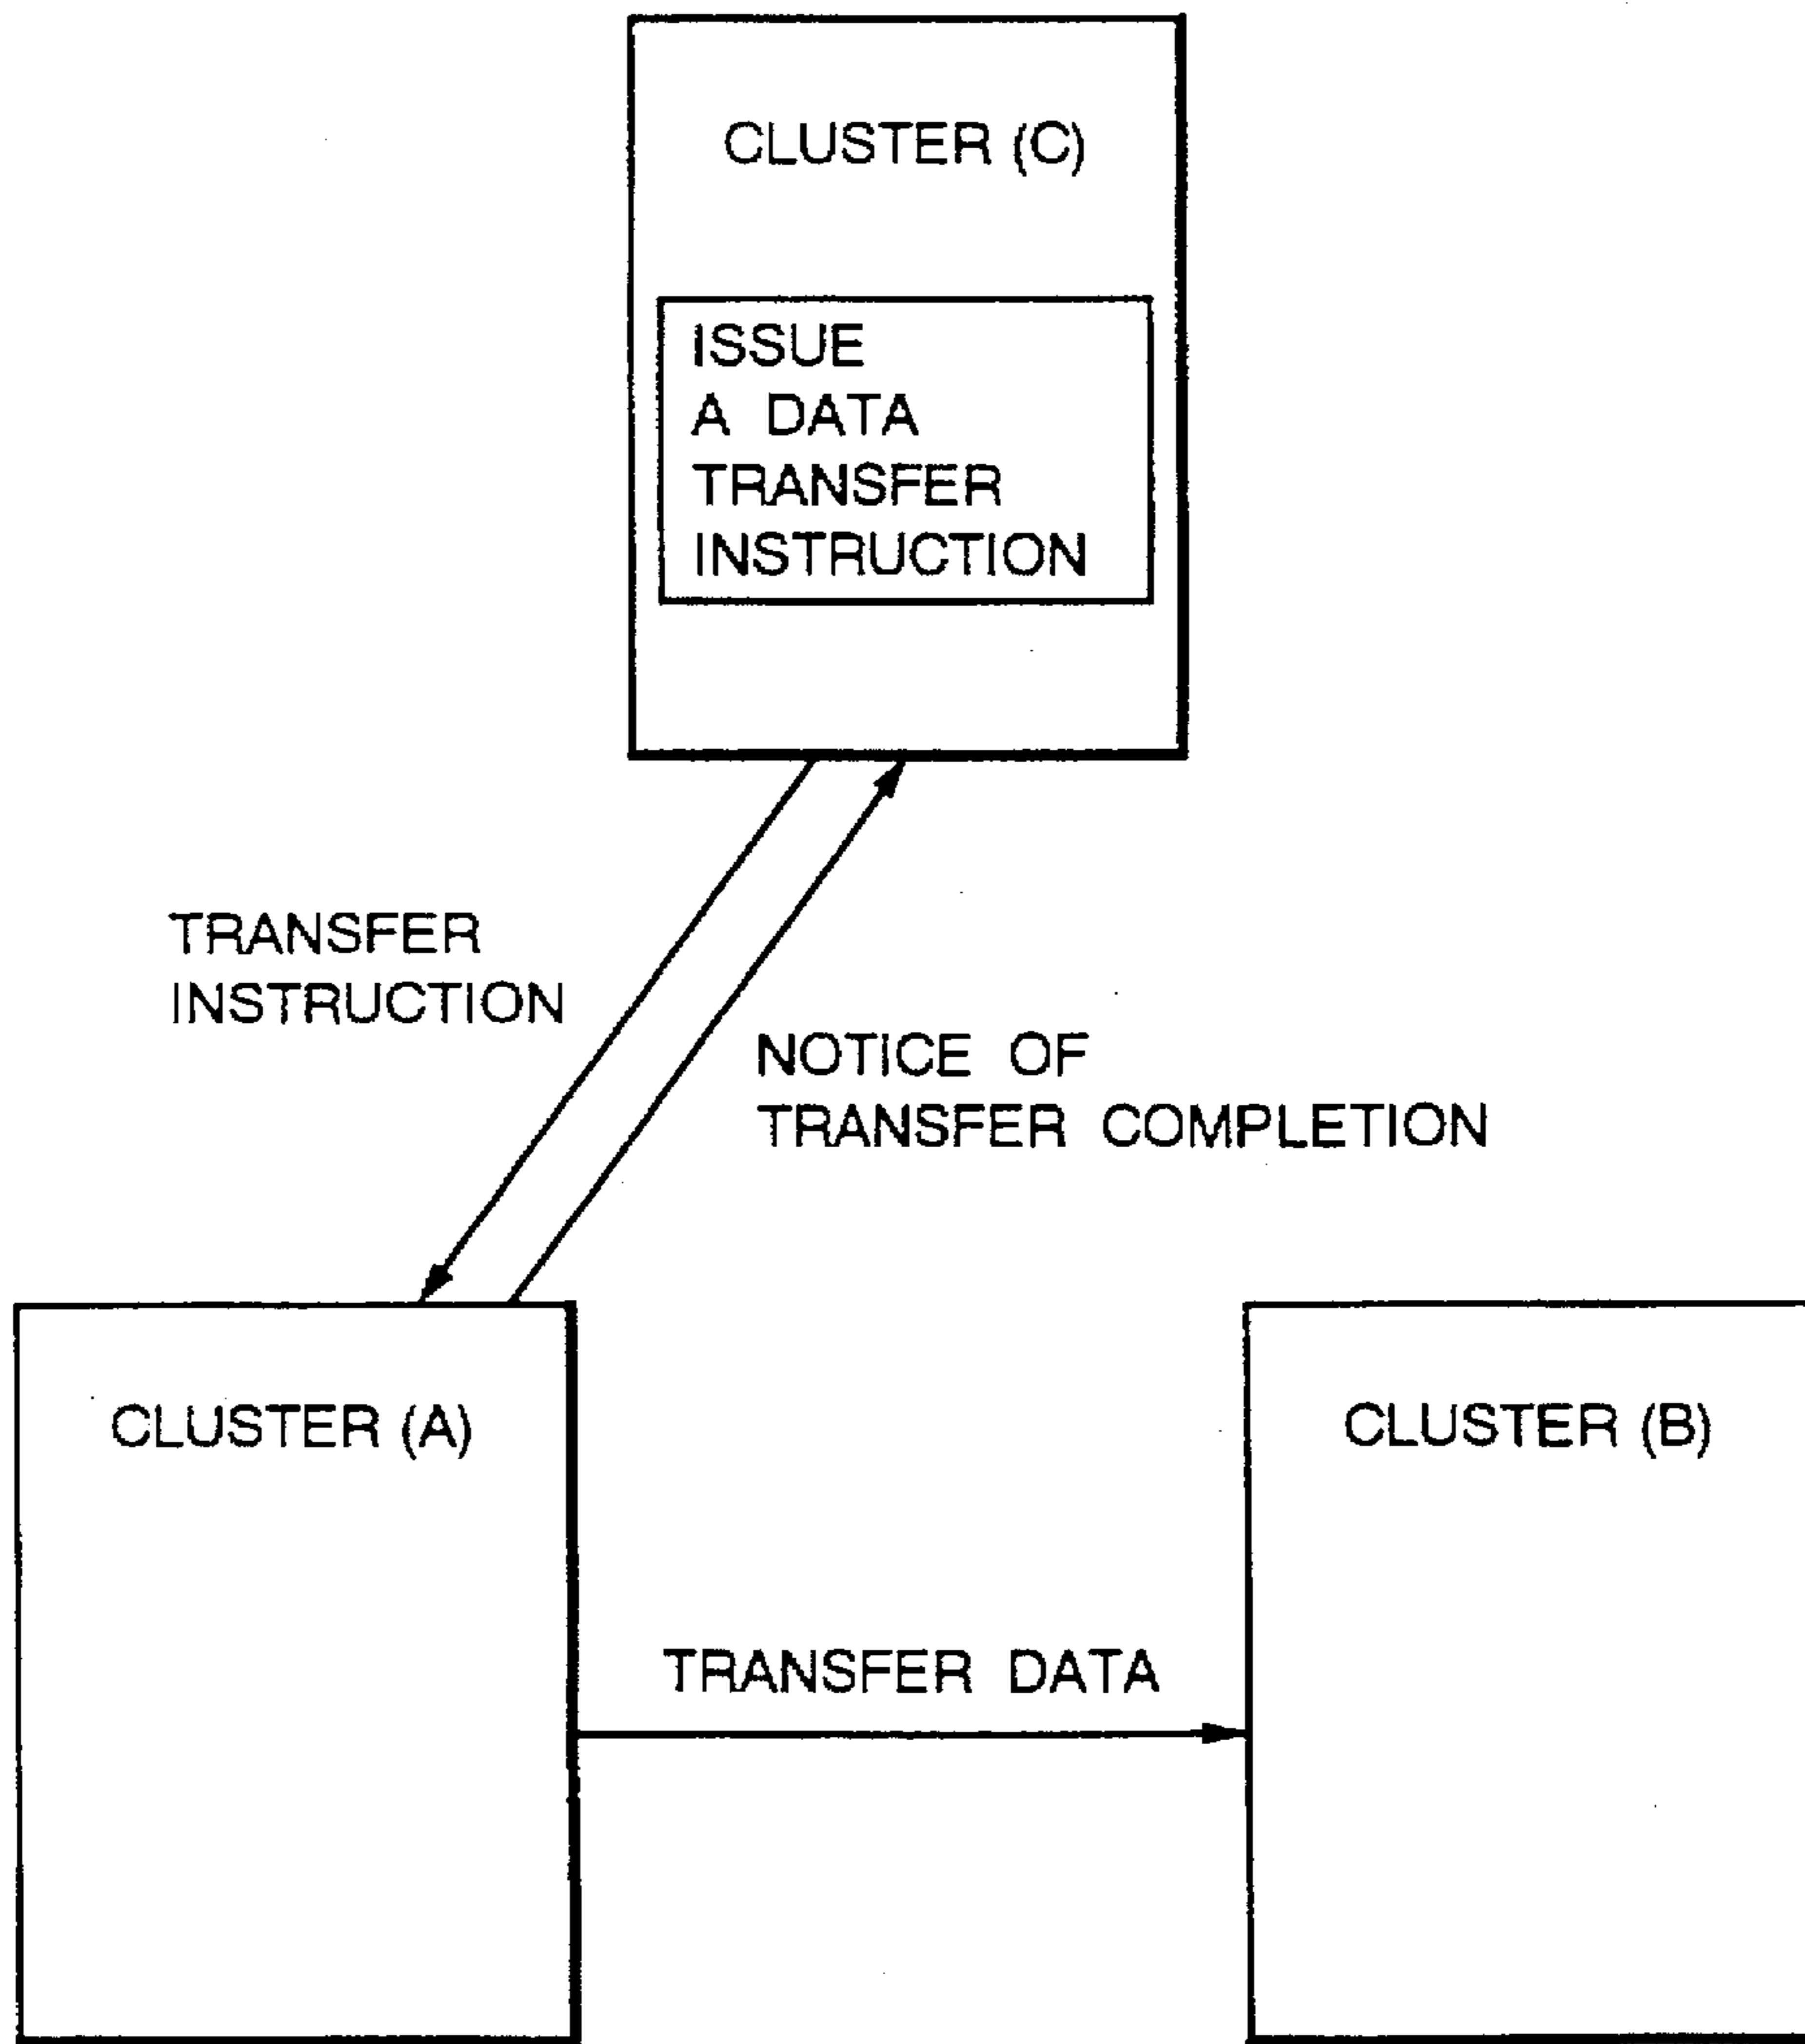 CLUSTER (C)
ISSUE
A DATA
TRANSFER
INSTRUCTION
TRANSFER
INSTRUCTION
NOTICE OF
TRANSFER COMPLETION
CLUSTER (A)
CLUSTER (B)
TRANSFER DATA